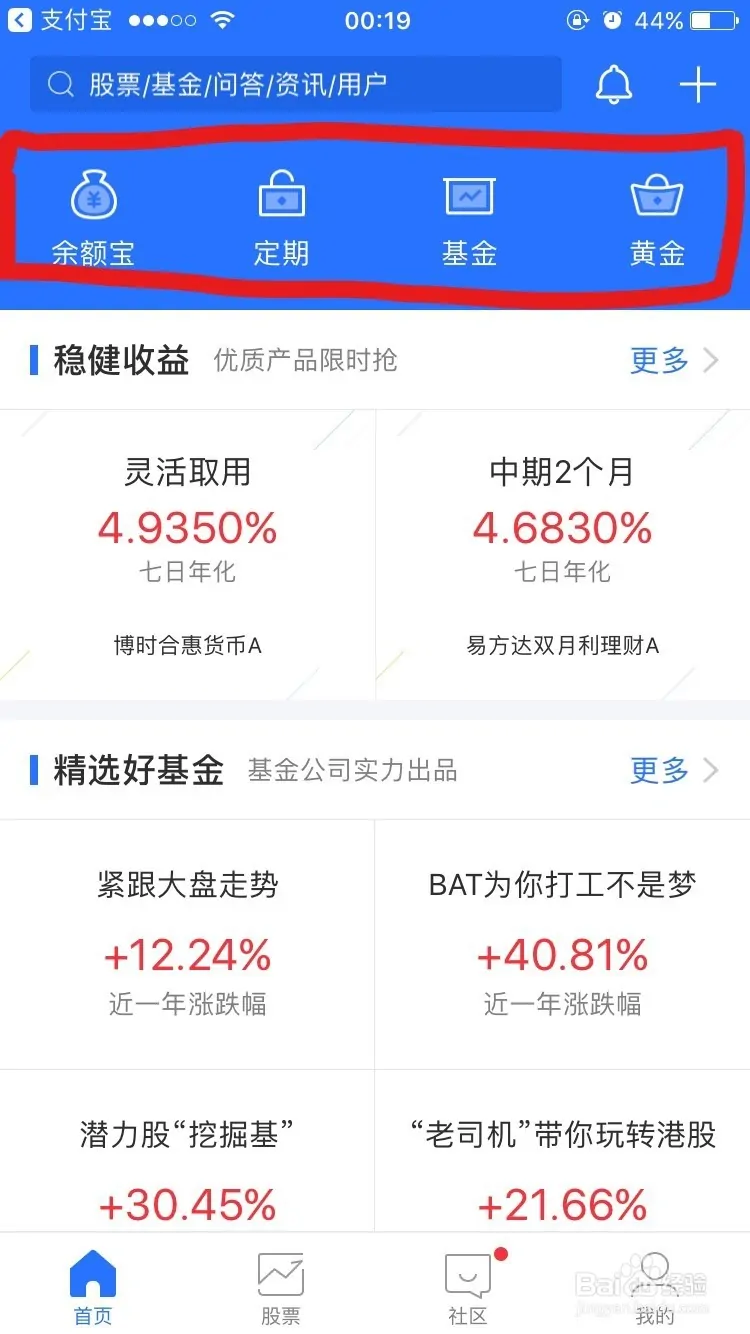 支付宝 00:19 44%
股票/基金/问答/资讯/用户
余额宝 定期 基金 黄金
稳健收益 优质产品限时抢 更多
灵活取用 中期2个月
4.9350% 4.6830%
七日年化 七日年化
博时合惠货币A 易方达双月利理财A
精选好基金 基金公司实力出品 更多
紧跟大盘走势 BAT为你打工不是梦
+12.24% +40.81%
近一年涨跌幅 近一年涨跌幅
潜力股“挖掘基” “老司机”带你玩转港股
+30.45% +21.66%
首页 股票 社区 我的
Baidu经验
jingyan.baidu.com